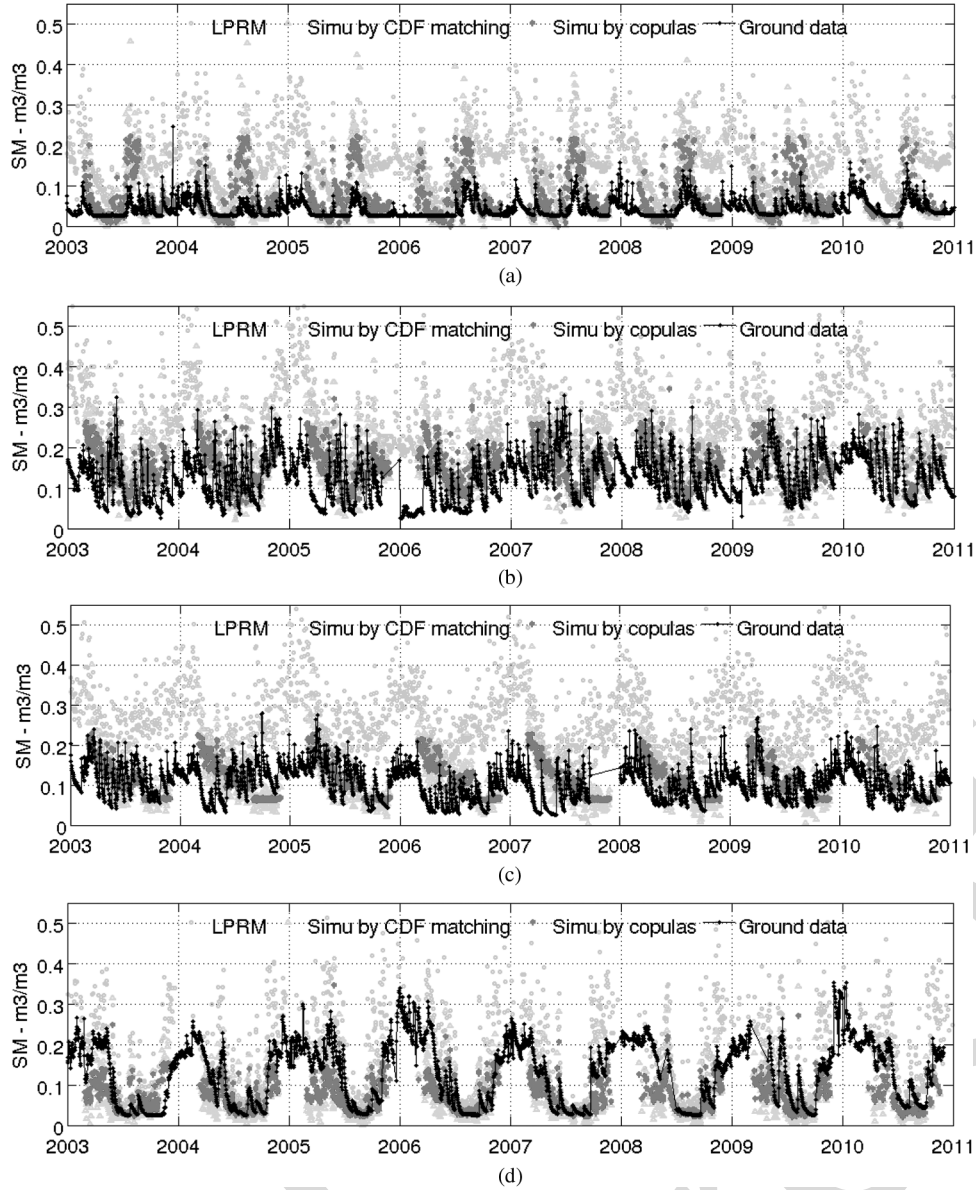 LPRM Simu by CDF matching Simu by copulas Ground data
SM - m3/m3
0.5
0.4
0.3
0.2
0.1
0
2003 2004 2005 2006 2007 2008 2009 2010 2011
(a)
LPRM Simu by CDF matching Simu by copulas Ground data
SM - m3/m3
0.5
0.4
0.3
0.2
0.1
0
2003 2004 2005 2006 2007 2008 2009 2010 2011
(b)
LPRM Simu by CDF matching Simu by copulas Ground data
SM - m3/m3
0.5
0.4
0.3
0.2
0.1
0
2003 2004 2005 2006 2007 2008 2009 2010 2011
(c)
LPRM Simu by CDF matching Simu by copulas Ground data
SM - m3/m3
0.5
0.4
0.3
0.2
0.1
0
2003 2004 2005 2006 2007 2008 2009 2010 2011
(d)